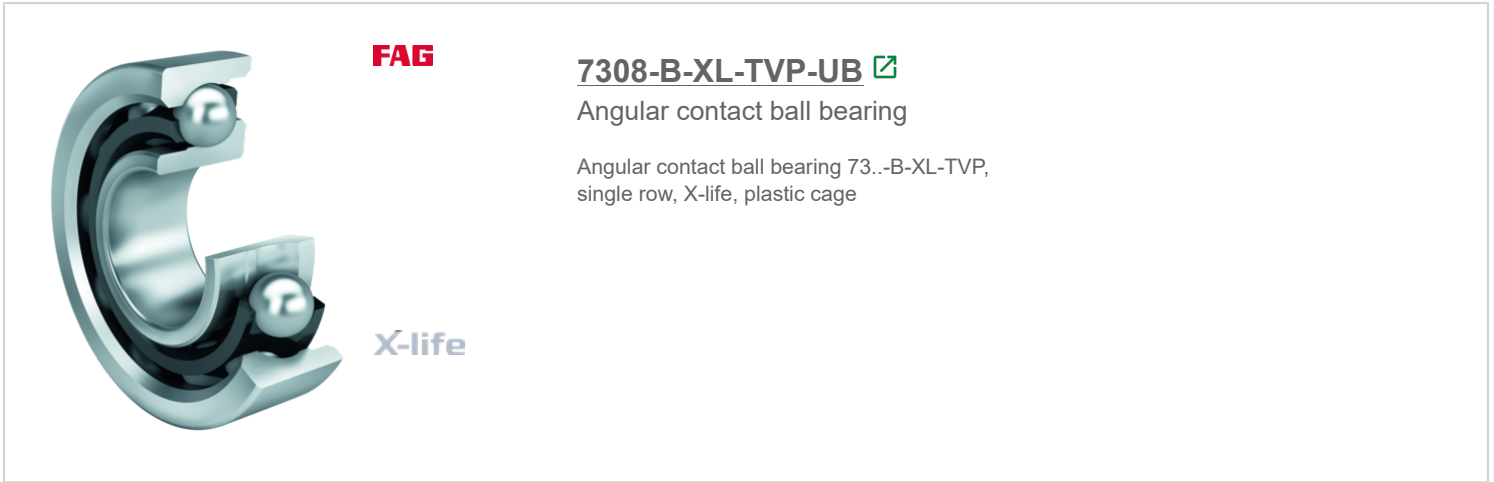 FAG
7308-B-XL-TVP-UB
Angular contact ball bearing
Angular contact ball bearing 73..-B-XL-TVP,
single row, X-life, plastic cage
X-life